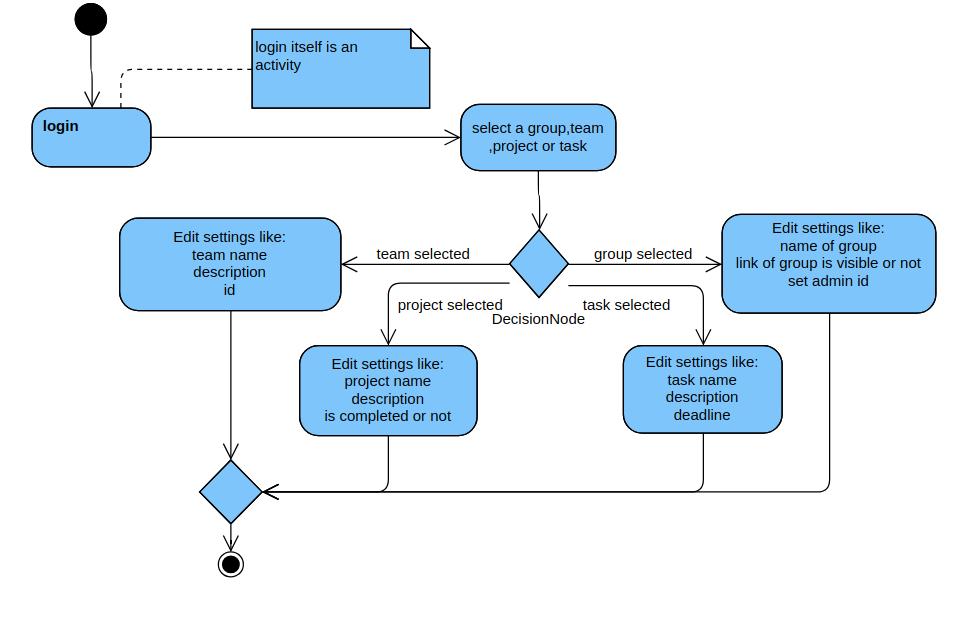 login itself is an
activity
login
select a group,team
,project or task
Edit settings like:
team name
description
id
team selected
group selected
Edit settings like:
name of group
link of group is visible or not
set admin id
project selected
task selected
DecisionNode
Edit settings like:
project name
description
is completed or not
Edit settings like:
task name
description
deadline